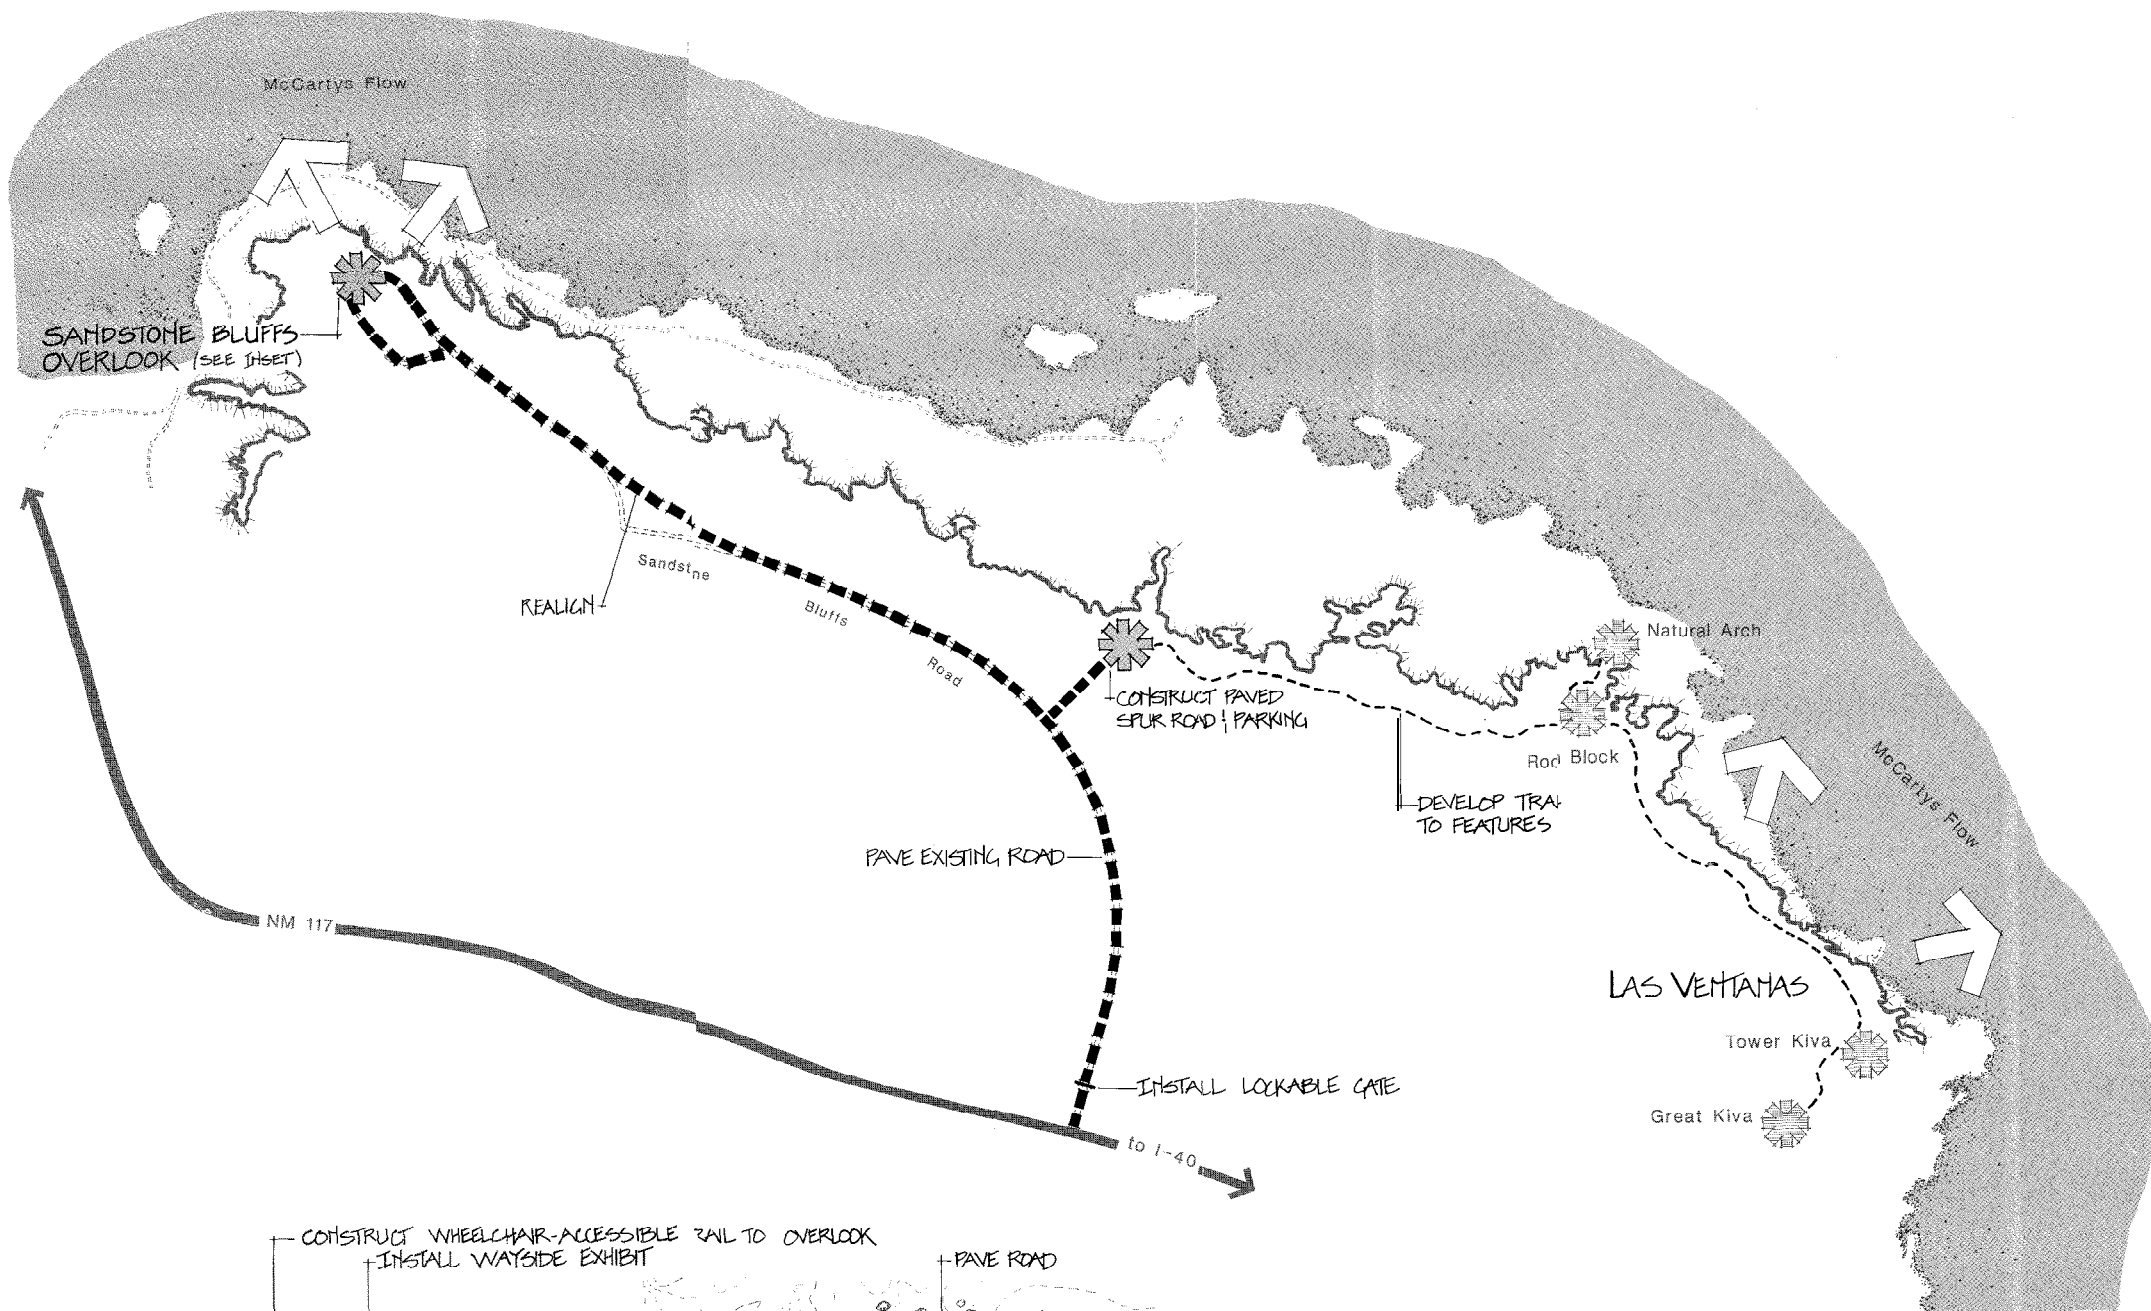 McCartys Flow
SANDSTONE BLUFFS
OVERLOOK (SEE INSET)
Sandst ne
Bluffs
Road
REALIGN
Natural Arch
CONSTRUCT PAVED
SPUR ROAD & PARKING
Rod Block
McCartys Flow
DEVELOP TRA
TO FEATURES
PAVE EXISTING ROAD
NM 117
LAS VENTANAS
Tower Kiva
INSTALL LOCKABLE GATE
Great Kiva
to I-40
CONSTRUCT WHEELCHAIR-ACCESSIBLE RAIL TO OVERLOOK
INSTALL WAYSIDE EXHIBIT
PAVE ROAD